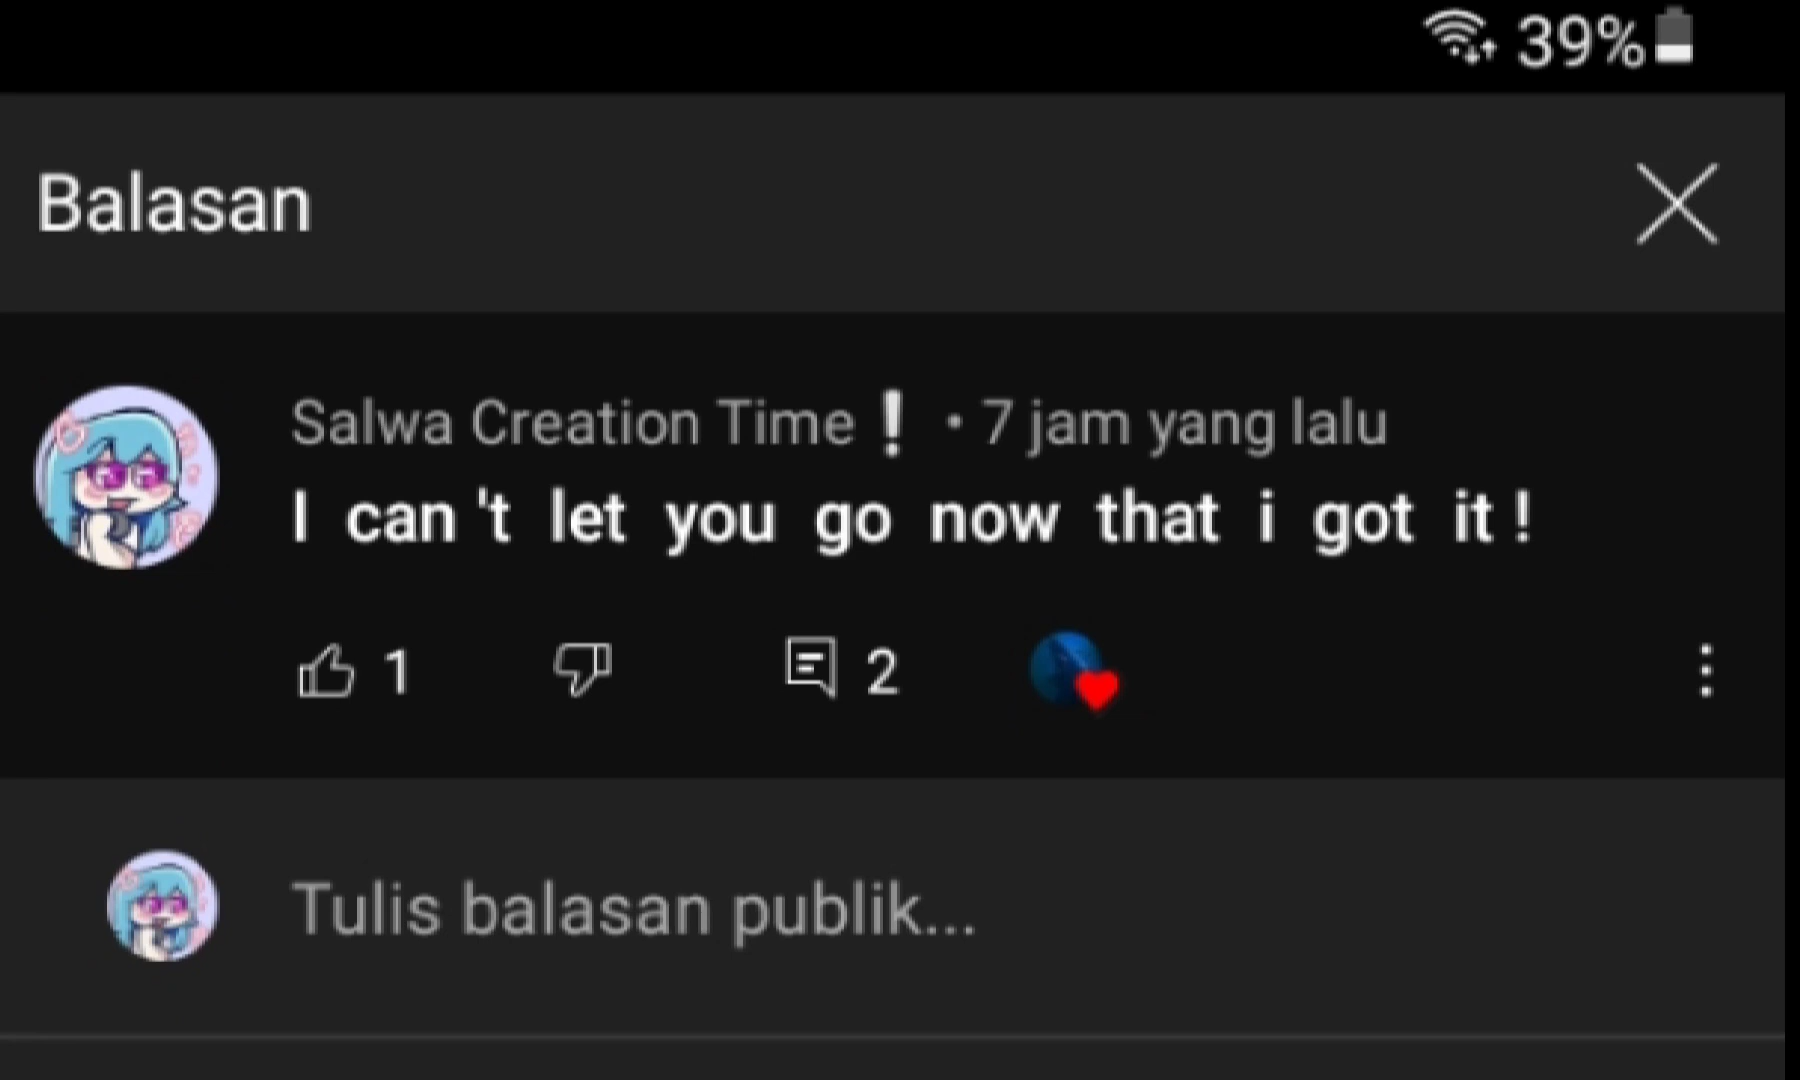 39%
Balasan
Salwa Creation Time❗ • 7 jam yang lalu
I can't let you go now that i got it!
1 2
Tulis balasan publik...